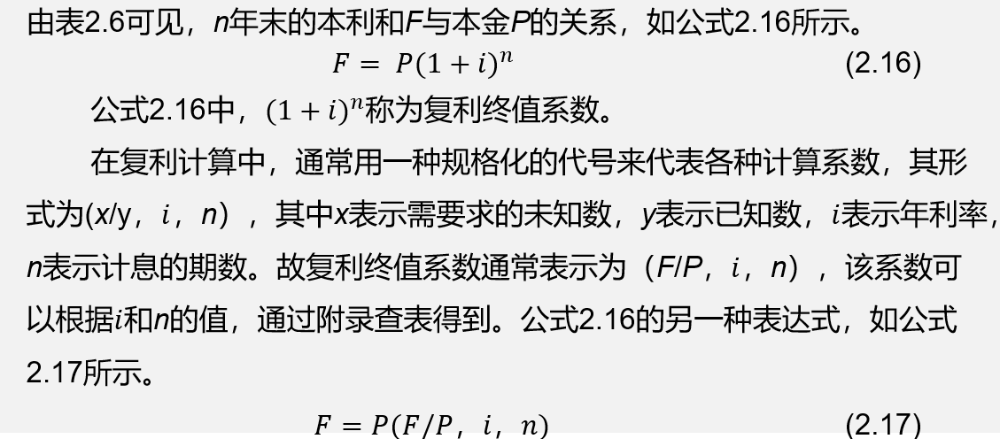 由表2.6可见，n年末的本利和F与本金P的关系，如公式2.16所示。
F = P(1 + i)ⁿ (2.16)
公式2.16中，(1 + i)ⁿ称为复利终值系数。
在复利计算中，通常用一种规格化的代号来代表各种计算系数，其形
式为(x/y，i，n），其中x表示需要求的未知数，y表示已知数，i表示年利率，
n表示计息的期数。故复利终值系数通常表示为（F/P，i，n），该系数可
以根据i和n的值，通过附录查表得到。公式2.16的另一种表达式，如公式
2.17所示。
F = P(F/P，i，n) (2.17)